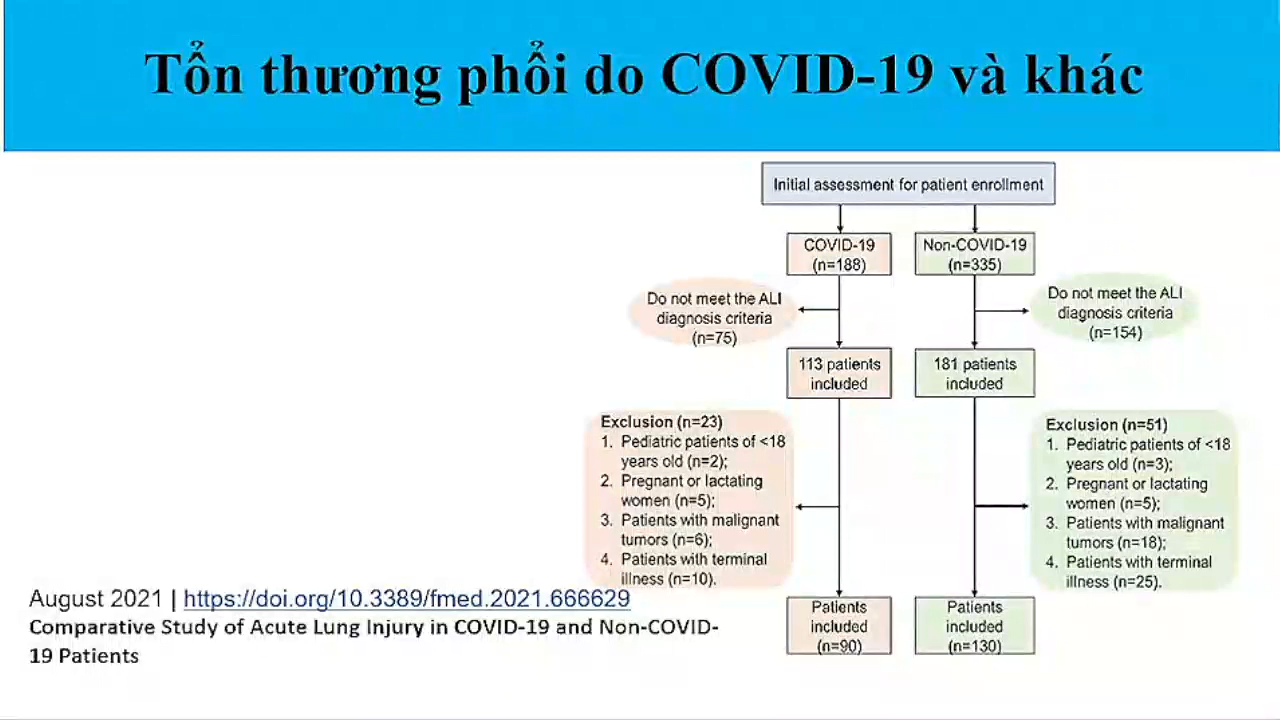 Tổn thương phổi do COVID-19 và khác
Initial assessment for patient enrollment
COVID-19
(n=188)
Non-COVID-19
(n=335)
Do not meet the ALI
diagnosis criteria
(n=75)
Do not meet the ALI
diagnosis criteria
(n=154)
113 patients
included
181 patients
included
Exclusion (n=23)
1. Pediatric patients of <18
years old (n=2);
2. Pregnant or lactating
women (n=5);
3. Patients with malignant
tumors (n=6);
4. Patients with terminal
illness (n=10).
Exclusion (n=51)
1. Pediatric patients of <18
years old (n=3);
2. Pregnant or lactating
women (n=5);
3. Patients with malignant
tumors (n=18);
4. Patients with terminal
illness (n=25).
Patients
included
(n=90)
Patients
included
(n=130)
August 2021 | https://doi.org/10.3389/fmed.2021.666629
Comparative Study of Acute Lung Injury in COVID-19 and Non-COVID-
19 Patients